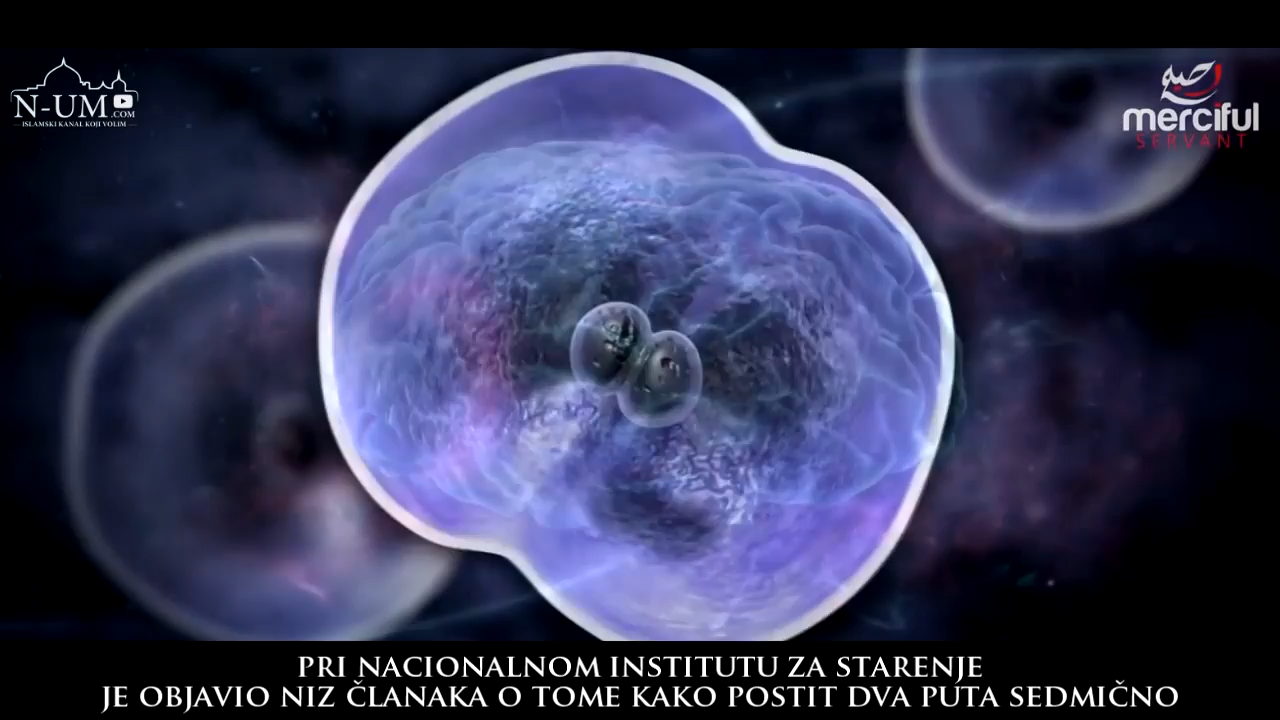 N-UM
.COM
ISLAMSKI KANAL KOJI VOLIM
merciful
SERVANT
PRI NACIONALNOM INSTITUTU ZA STARENJE
JE OBJAVIO NIZ ČLANAKA O TOME KAKO POSTIT DVA PUTA SEDMIČNO